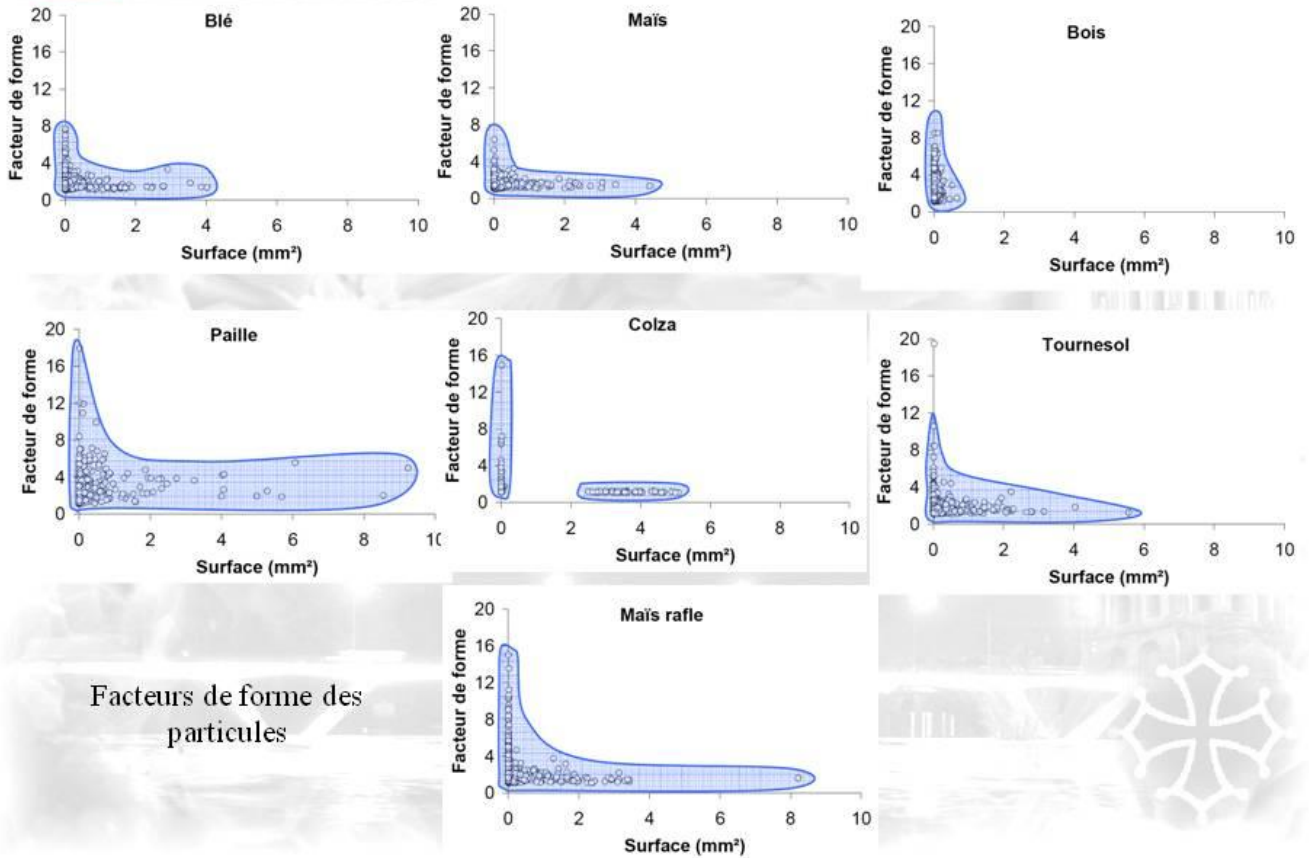 Blé
Facteur de forme
20
16
12
8
4
0
0 2 4 6 8 10
Surface (mm²)
Maïs
Facteur de forme
20
16
12
8
4
0
0 2 4 6 8 10
Surface (mm²)
Bois
Facteur de forme
20
16
12
8
4
0
0 2 4 6 8 10
Surface (mm²)
Paille
Facteur de forme
20
16
12
8
4
0
0 2 4 6 8 10
Surface (mm²)
Colza
Facteur de forme
20
16
12
8
4
0
0 2 4 6 8 10
Surface (mm²)
Tournesol
Facteur de forme
20
16
12
8
4
0
0 2 4 6 8 10
Surface (mm²)
Facteurs de forme des
particules
Maïs rafle
Facteur de forme
20
16
12
8
4
0
0 2 4 6 8 10
Surface (mm²)